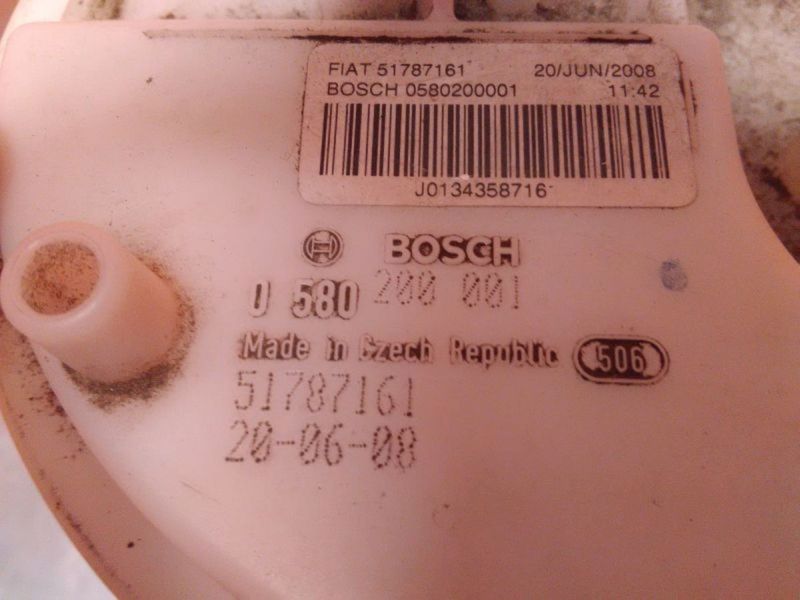 FIAT 51787161 20/JUN/2008
BOSCH 0580200001 11:42
J0134358716
BOSCH
0 580 200 001
Made in Czech Republic 506
51787161
20-06-08